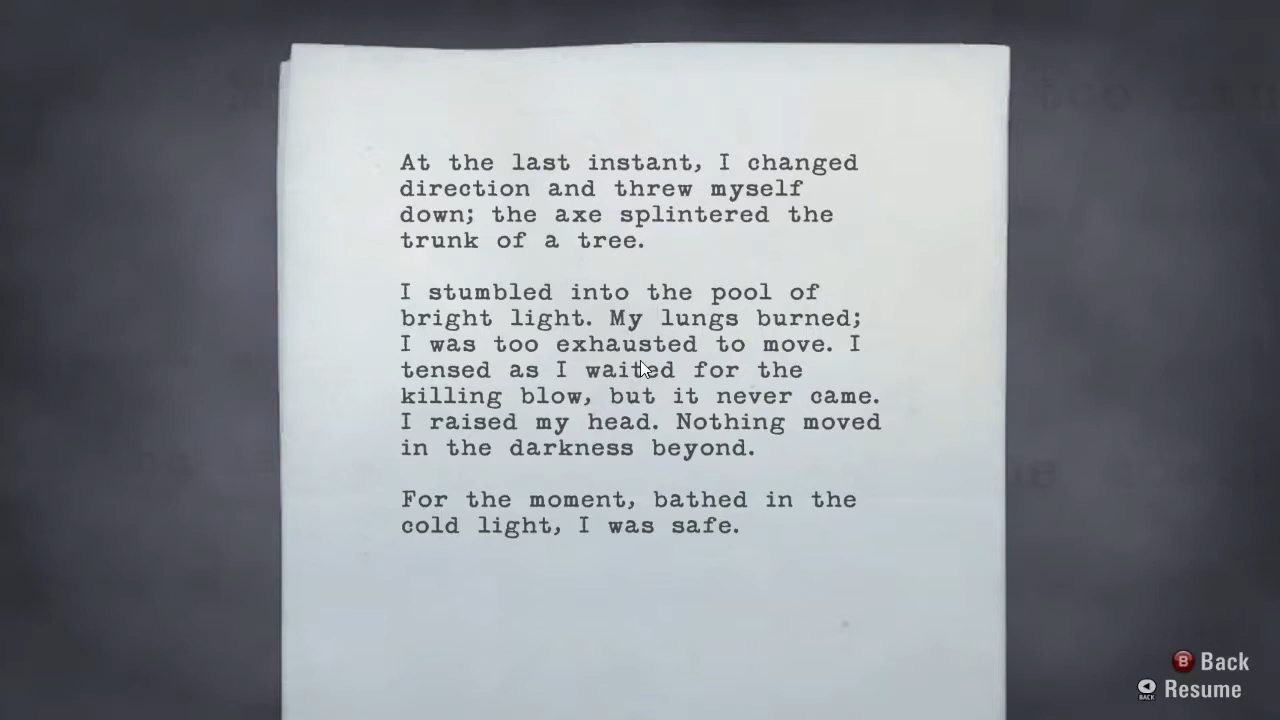 At the last instant, I changed
direction and threw myself
down; the axe splintered the
trunk of a tree.
I stumbled into the pool of
bright light. My lungs burned;
I was too exhausted to move. I
tensed as I waited for the
killing blow, but it never came.
I raised my head. Nothing moved
in the darkness beyond.
For the moment, bathed in the
cold light, I was safe.
B Back
BACK Resume